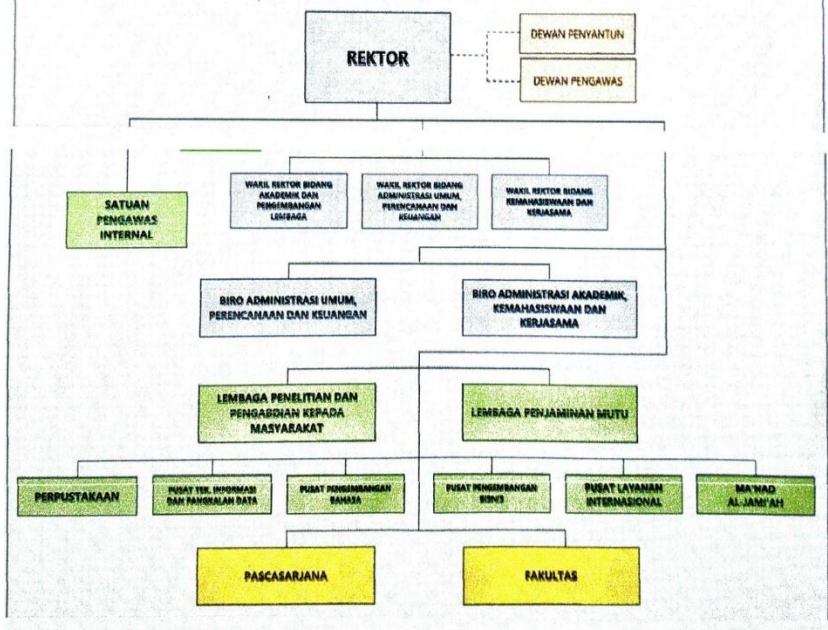 REKTOR
DEWAN PENYANTUN
DEWAN PENGAWAS
SATUAN
PENGAWAS
INTERNAL
WAKIL REKTOR BIDANG
AKADEMIK DAN
PENGEMBANGAN
LEMBAGA
WAKIL REKTOR BIDANG
ADMINISTRASI UMUM,
PERENCANAAN DAN
KEUANGAN
WAKIL REKTOR BIDANG
KEMAHASISWAAN DAN
KERJASAMA
BIRO ADMINISTRASI UMUM,
PERENCANAAN DAN KEUANGAN
BIRO ADMINISTRASI AKADEMIK,
KEMAHASISWAAN DAN
KERJASAMA
LEMBAGA PENELITIAN DAN
PENGABDIAN KEPADA
MASYARAKAT
LEMBAGA PENJAMINAN MUTU
PERPUSTAKAAN
PUSAT TEK. INFORMASI
DAN PANGKALAN DATA
PUSAT PENGEMBANGAN
BAHASA
PUSAT PENGEMBANGAN
BISNIS
PUSAT LAYANAN
INTERNASIONAL
MA'HAD
AL-JAMI'AH
PASCASARJANA
FAKULTAS